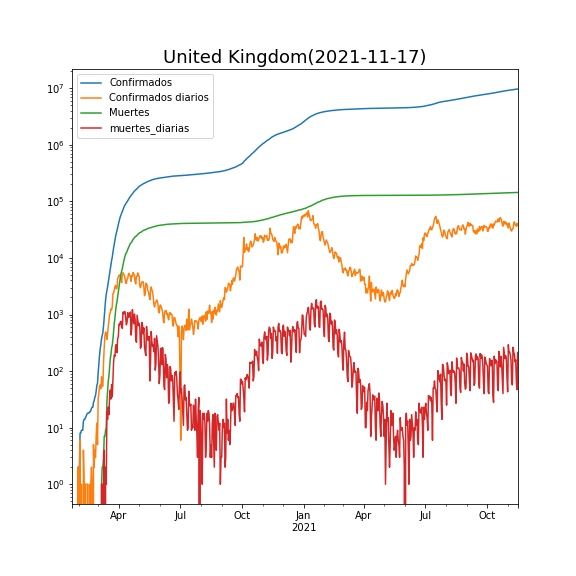 United Kingdom(2021-11-17)
Confirmados
Confirmados diarios
Muertes
muertes_diarias
10⁷
10⁶
10⁵
10⁴
10³
10²
10¹
10⁰
Apr Jul Oct Jan Apr Jul Oct
2021